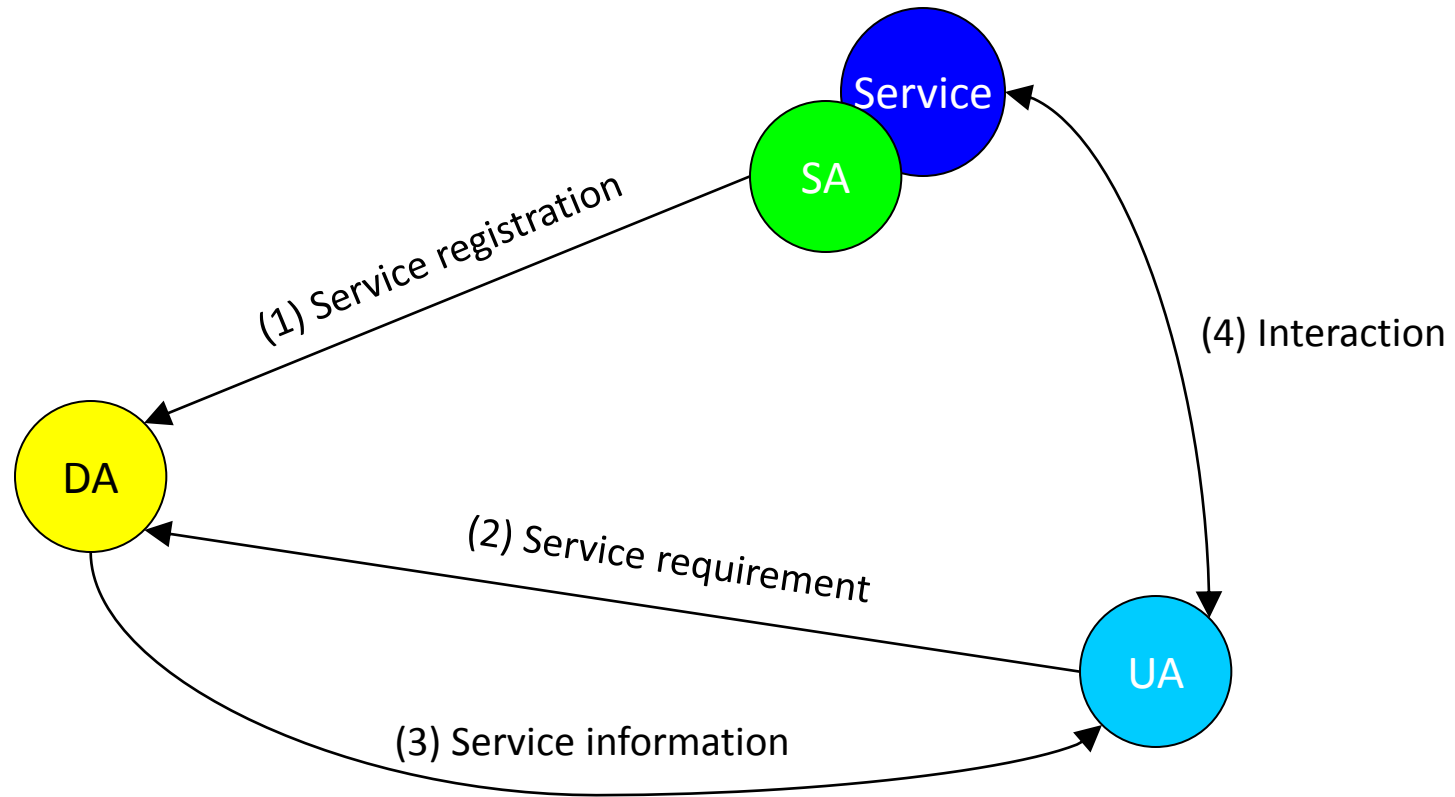 Service
SA
(1) Service registration
(4) Interaction
DA
(2) Service requirement
UA
(3) Service information